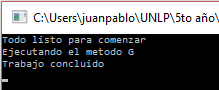 C:\Users\juanpablo\UNLP\5to año\
Todo listo para comenzar
Ejecutando el metodo G
Trabajo concluido